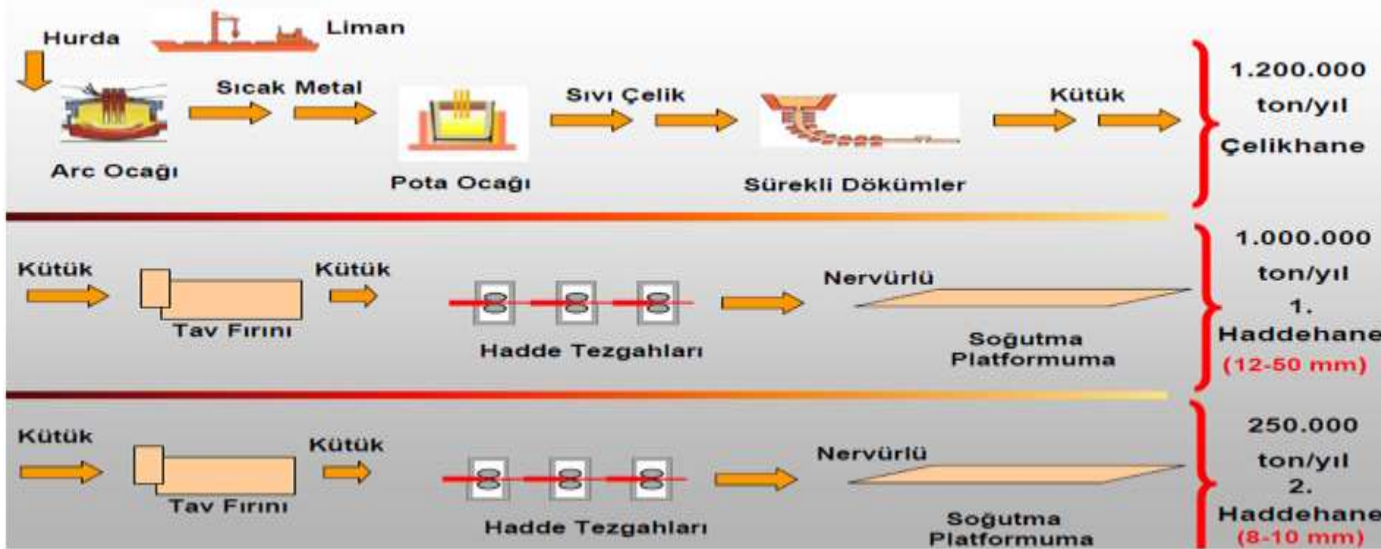 Hurda
Liman
Sıcak Metal
Sıvı Çelik
Kütük
Arc Ocağı
Pota Ocağı
Sürekli Dökümler
1.200.000
ton/yıl
Çelikhane
Kütük
Kütük
Nervürlü
Tav Fırını
Hadde Tezgahları
Soğutma
Platformuma
1.000.000
ton/yıl
1.
Haddehane
(12-50 mm)
Kütük
Kütük
Nervürlü
Tav Fırını
Hadde Tezgahları
Soğutma
Platformuma
250.000
ton/yıl
2.
Haddehane
(8-10 mm)